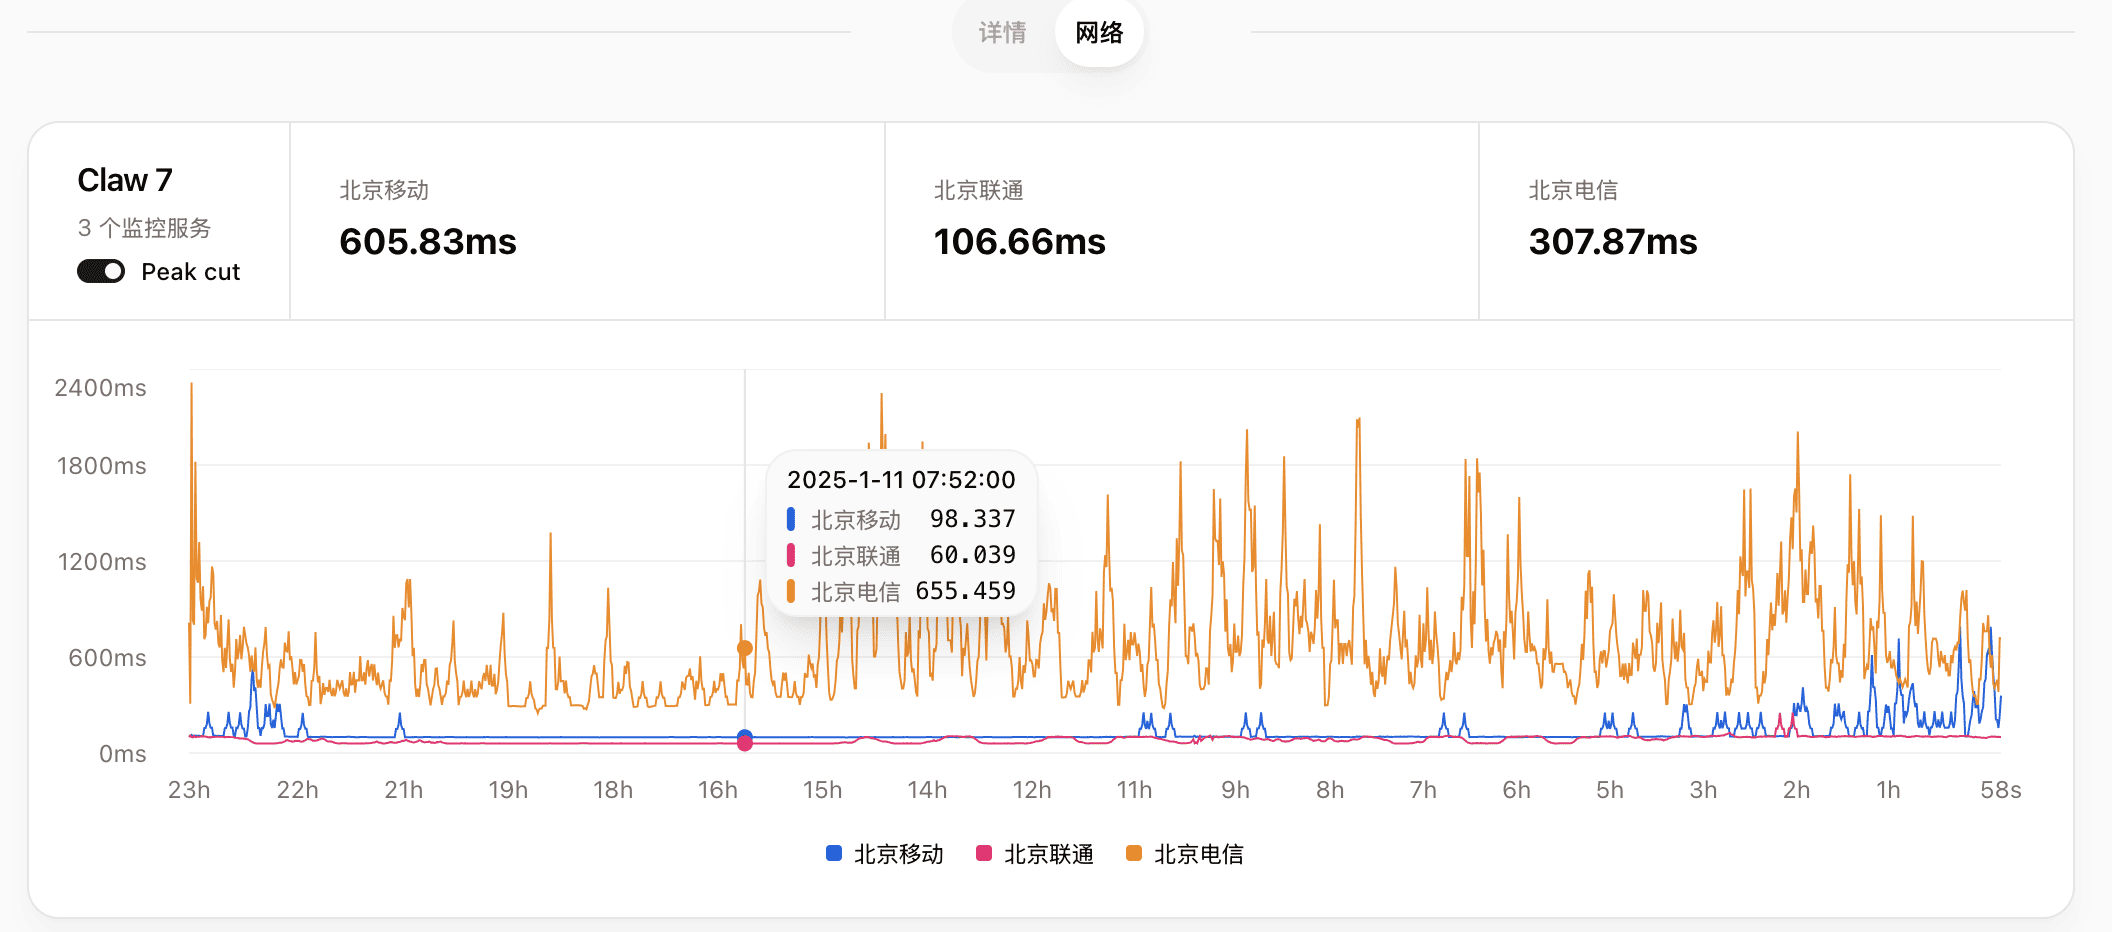 详情 网络
Claw 7
3 个监控服务
Peak cut
北京移动
605.83ms
北京联通
106.66ms
北京电信
307.87ms
2400ms
1800ms
1200ms
600ms
0ms
2025-1-11 07:52:00
北京移动 98.337
北京联通 60.039
北京电信 655.459
23h 22h 21h 19h 18h 16h 15h 14h 12h 11h 9h 8h 7h 6h 5h 3h 2h 1h 58s
北京移动 北京联通 北京电信